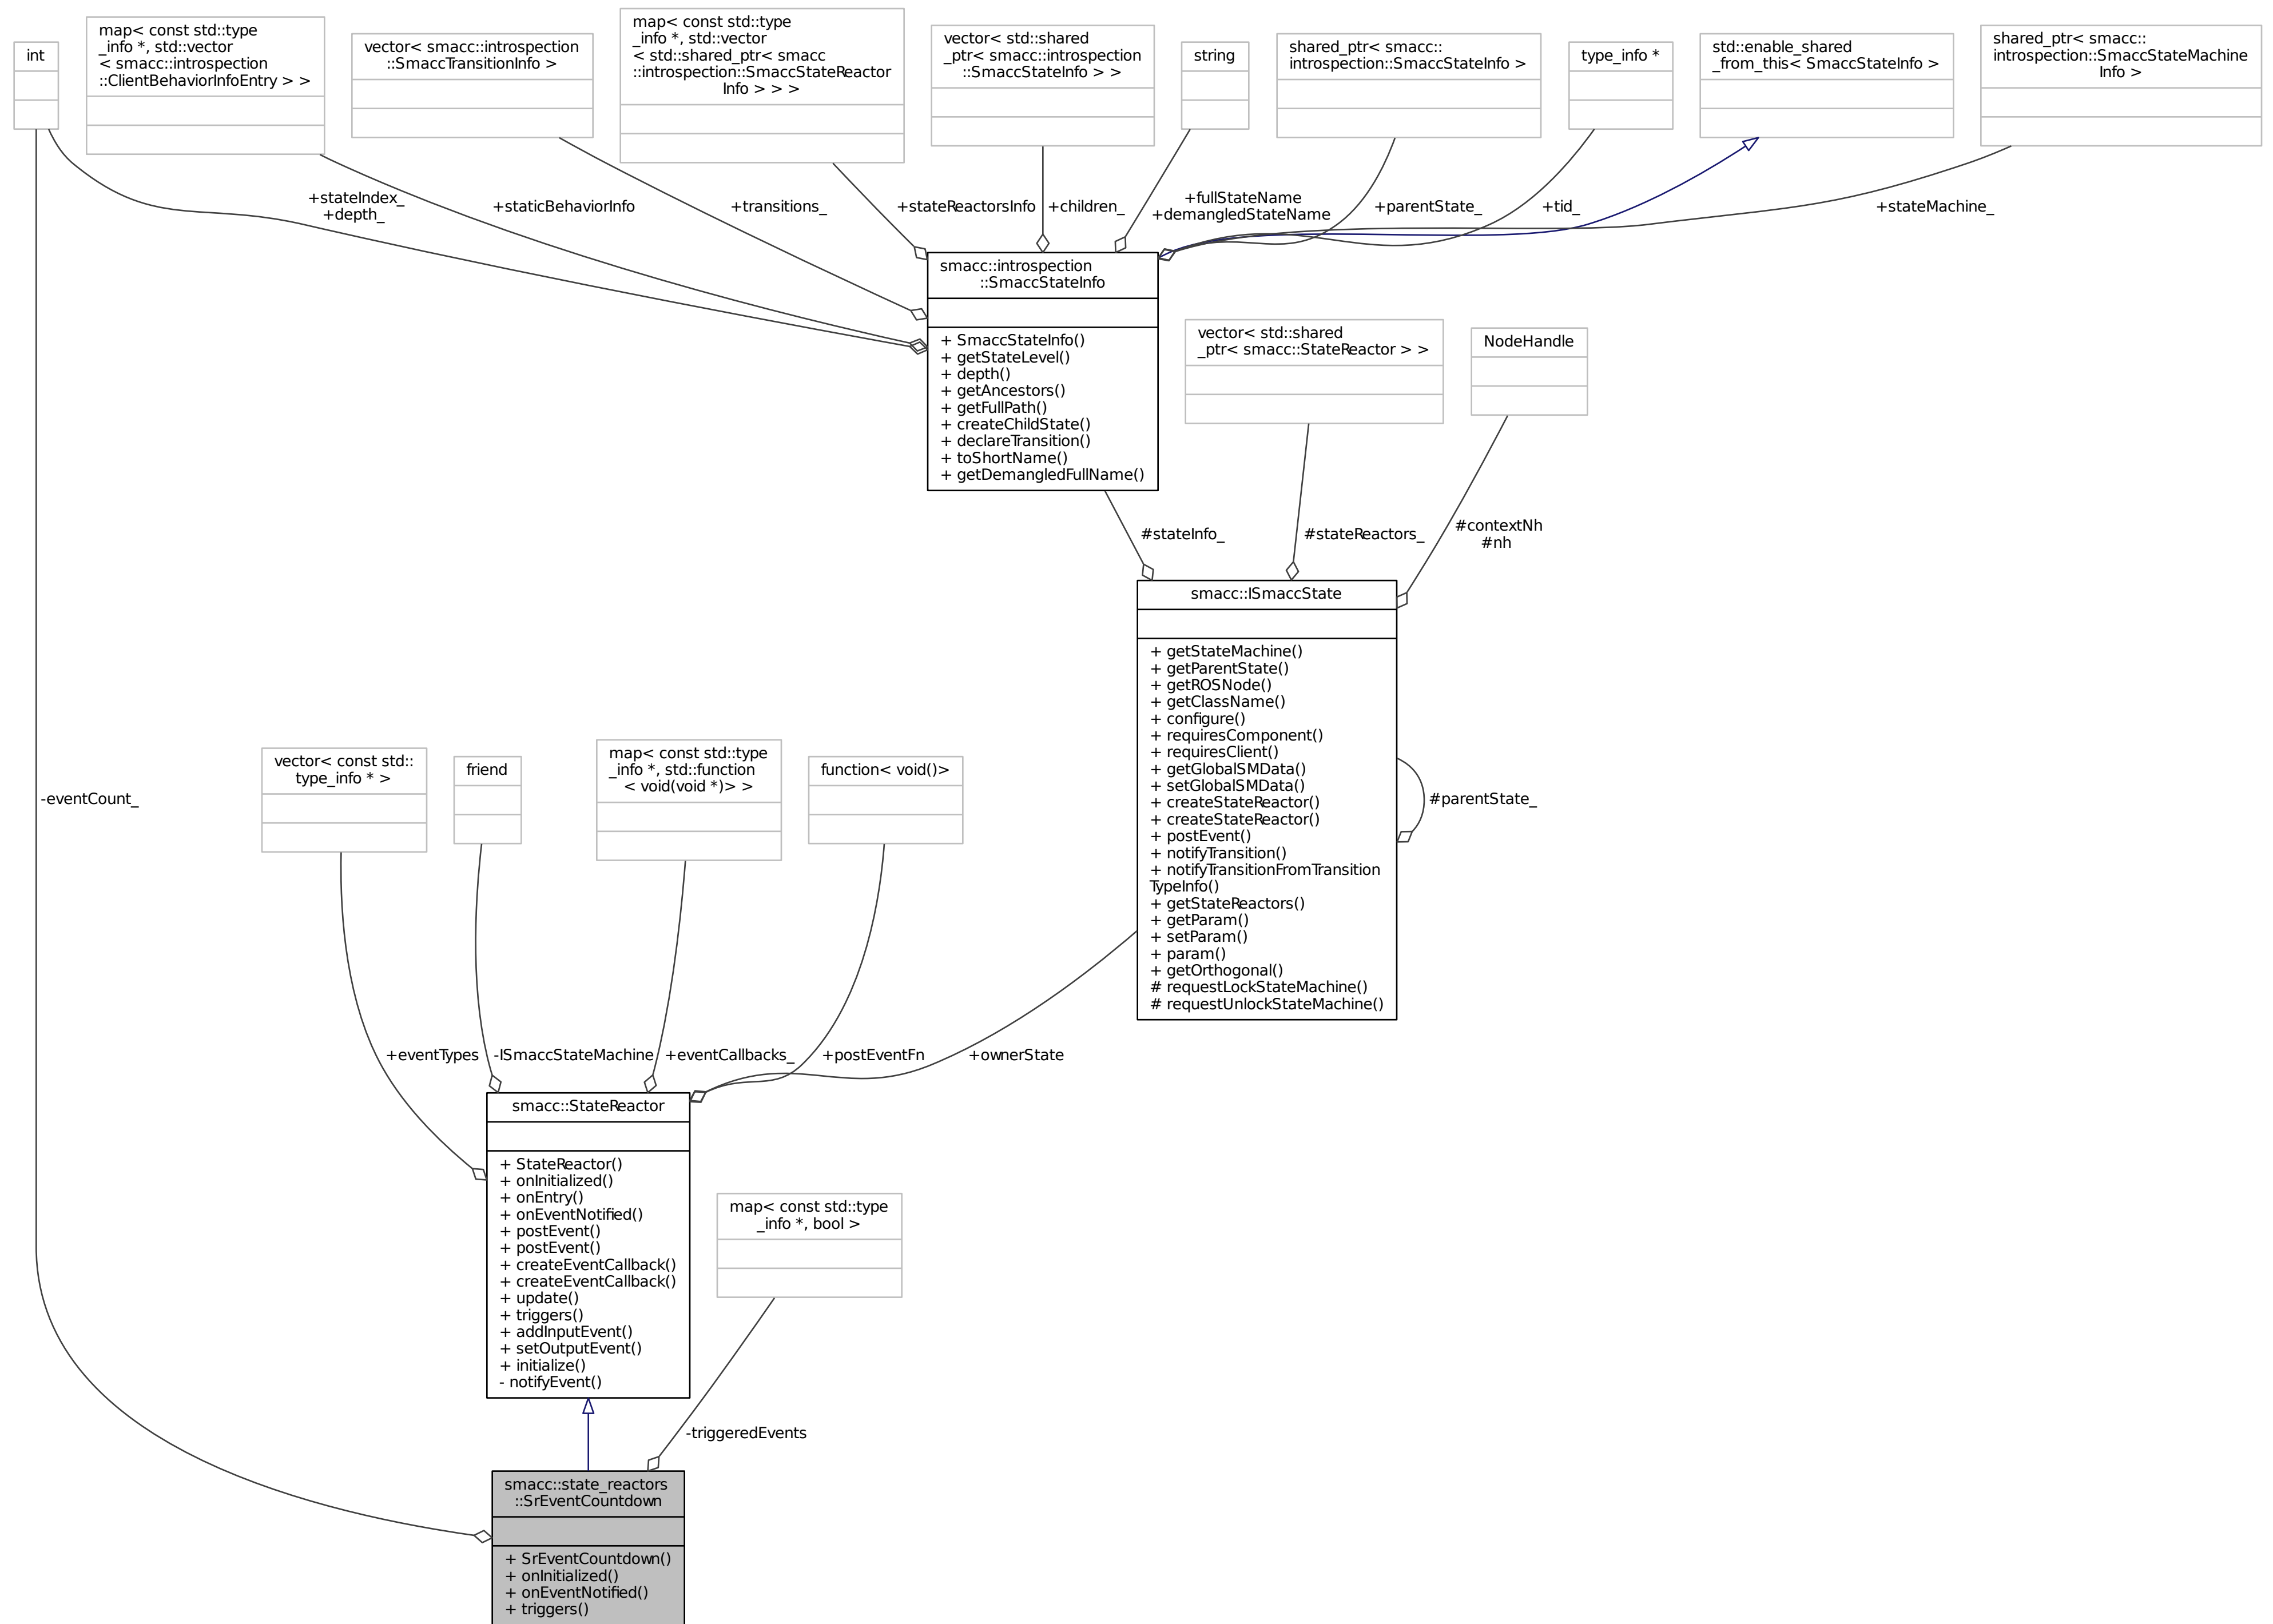 int
map< const std::type
_info *, std::vector
< smacc::introspection
::ClientBehaviorInfoEntry > >
vector< smacc::introspection
::SmaccTransitionInfo >
map< const std::type
_info *, std::vector
< std::shared_ptr< smacc
::introspection::SmaccStateReactor
Info > > >
vector< std::shared
_ptr< smacc::introspection
::SmaccStateInfo > >
string
shared_ptr< smacc::
introspection::SmaccStateInfo >
type_info *
std::enable_shared
_from_this< SmaccStateInfo >
shared_ptr< smacc::
introspection::SmaccStateMachine
Info >
+stateIndex_
+depth_
+staticBehaviorInfo
+transitions_
+stateReactorsInfo
+children_
+fullStateName
+demangledStateName
+parentState_
+tid_
+stateMachine_
smacc::introspection
::SmaccStateInfo
+ SmaccStateInfo()
+ getStateLevel()
+ depth()
+ getAncestors()
+ getFullPath()
+ createChildState()
+ declareTransition()
+ toShortName()
+ getDemangledFullName()
vector< std::shared
_ptr< smacc::StateReactor > >
NodeHandle
#stateInfo_
#stateReactors_
#contextNh
#nh
smacc::ISmaccState
+ getStateMachine()
+ getParentState()
+ getROSNode()
+ getClassName()
+ configure()
+ requiresComponent()
+ requiresClient()
+ getGlobalSMData()
+ setGlobalSMData()
+ createStateReactor()
+ createStateReactor()
+ postEvent()
+ notifyTransition()
+ notifyTransitionFromTransition
TypeInfo()
+ getStateReactors()
+ getParam()
+ setParam()
+ param()
+ getOrthogonal()
# requestLockStateMachine()
# requestUnlockStateMachine()
#parentState_
-eventCount_
vector< const std::
type_info * >
friend
map< const std::type
_info *, std::function
< void(void *)> >
function< void()>
+eventTypes
-ISmaccStateMachine
+eventCallbacks_
+postEventFn
+ownerState
smacc::StateReactor
+ StateReactor()
+ onInitialized()
+ onEntry()
+ onEventNotified()
+ postEvent()
+ postEvent()
+ createEventCallback()
+ createEventCallback()
+ update()
+ triggers()
+ addInputEvent()
+ setOutputEvent()
+ initialize()
- notifyEvent()
map< const std::type
_info *, bool >
-triggeredEvents
smacc::state_reactors
::SrEventCountdown
+ SrEventCountdown()
+ onInitialized()
+ onEventNotified()
+ triggers()